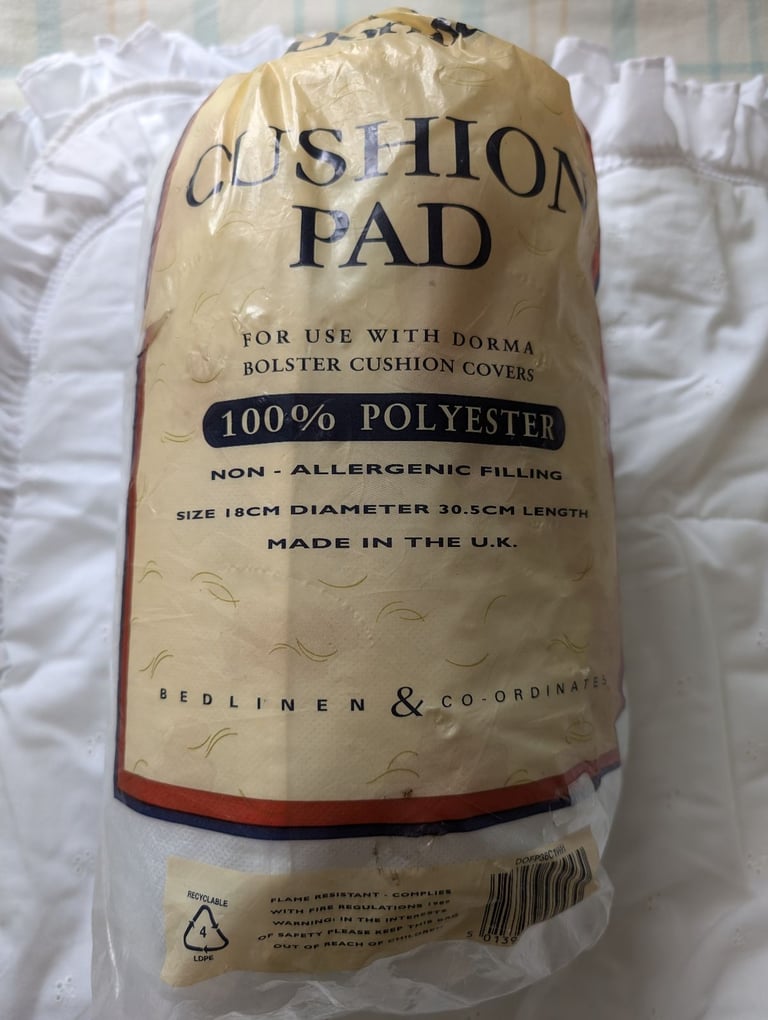 CUSHION
PAD
FOR USE WITH DORMA
BOLSTER CUSHION COVERS
100% POLYESTER
NON - ALLERGENIC FILLING
SIZE 18CM DIAMETER 30.5CM LENGTH
MADE IN THE U.K.
BEDLINEN & CO-ORDINATES
RECYCLABLE
4
LDPE
FLAME RESISTANT - COMPLIES
WITH FIRE REGULATIONS
WARNING: IN THE INTERESTS
OF SAFETY PLEASE KEEP THIS BAG
OUT OF REACH OF CHILDREN
5 0139